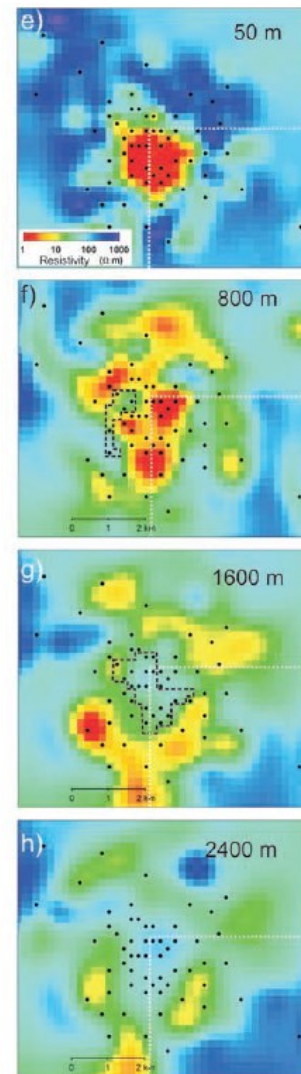 e)
50 m
1 10 100 1000
Resistivity (Ω m)
f)
800 m
0 1 2 km
g)
1600 m
0 1 2 km
h)
2400 m
0 1 2 km